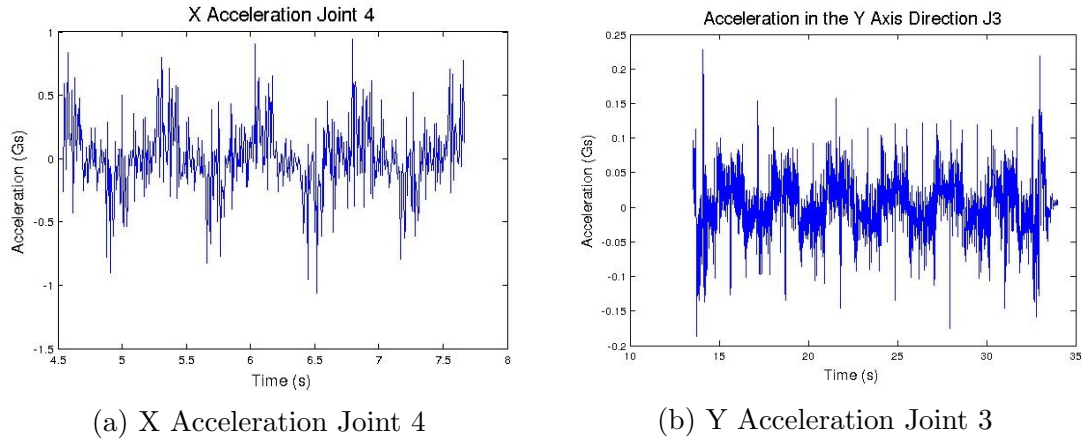 X Acceleration Joint 4
1
0.5
0
-0.5
-1
-1.5
4.5 5 5.5 6 6.5 7 7.5 8
Acceleration (Gs)
Time (s)
(a) X Acceleration Joint 4
Acceleration in the Y Axis Direction J3
0.25
0.2
0.15
0.1
0.05
0
-0.05
-0.1
-0.15
-0.2
10 15 20 25 30 35
Acceleration (Gs)
Time (s)
(b) Y Acceleration Joint 3